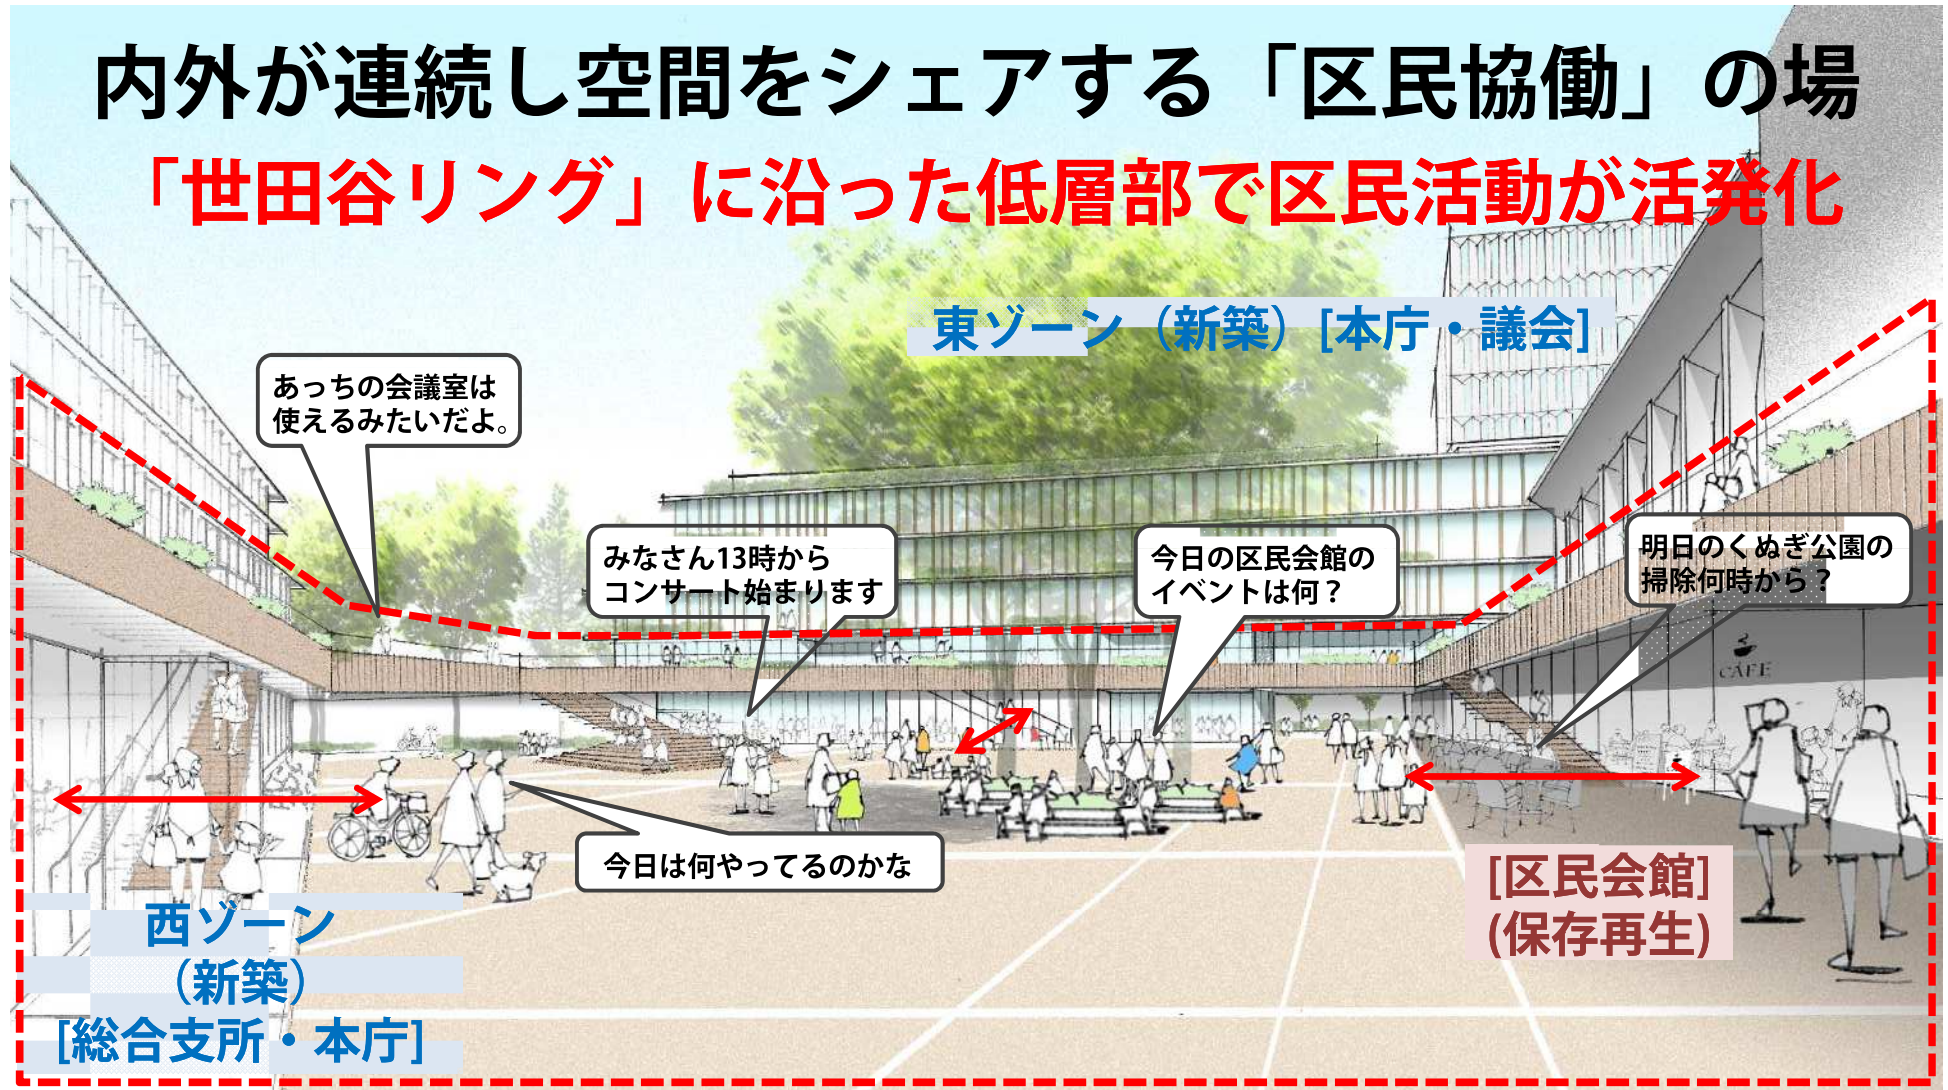 内外が連続し空間をシェアする「区民協働」の場
「世田谷リング」に沿った低層部で区民活動が活発化
東ゾーン（新築）[本庁・議会]
あっちの会議室は
使えるみたいだよ。
みなさん13時から
コンサート始まります
今日の区民会館の
イベントは何？
明日のくぬぎ公園の
掃除何時から？
CAFE
今日は何やってるのかな
[区民会館]
(保存再生)
西ゾーン
（新築）
[総合支所・本庁]